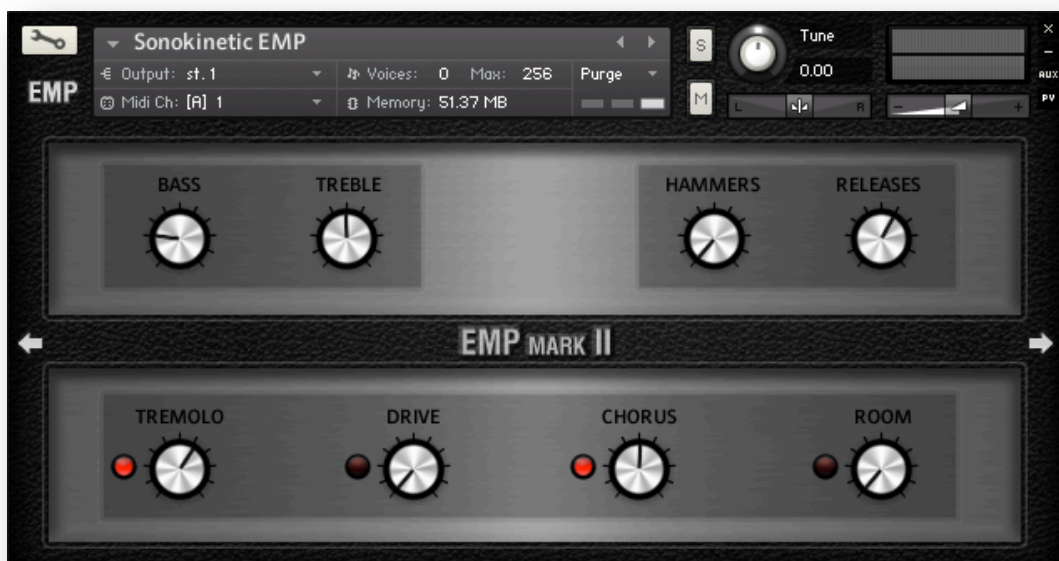 Sonokinetic EMP
S
Tune
×
−
Output: st.1
Voices: 0 Max: 256
Purge
0.00
AUX
EMP
Midi Ch: [A] 1
Memory: 51.37 MB
M
L R
− +
PV
BASS
TREBLE
HAMMERS
RELEASES
EMP MARK II
TREMOLO
DRIVE
CHORUS
ROOM